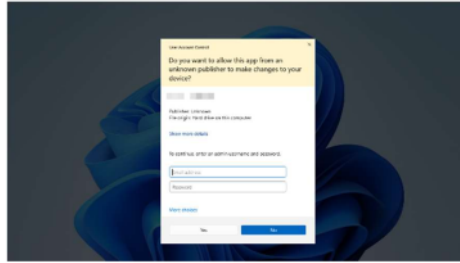 User Account Control
Do you want to allow this app from an
unknown publisher to make changes to your
device?
Publisher: Unknown
File origin: Hard drive on this computer
Show more details
To continue, enter an admin username and password.
Email address
Password
More choices
Yes
No